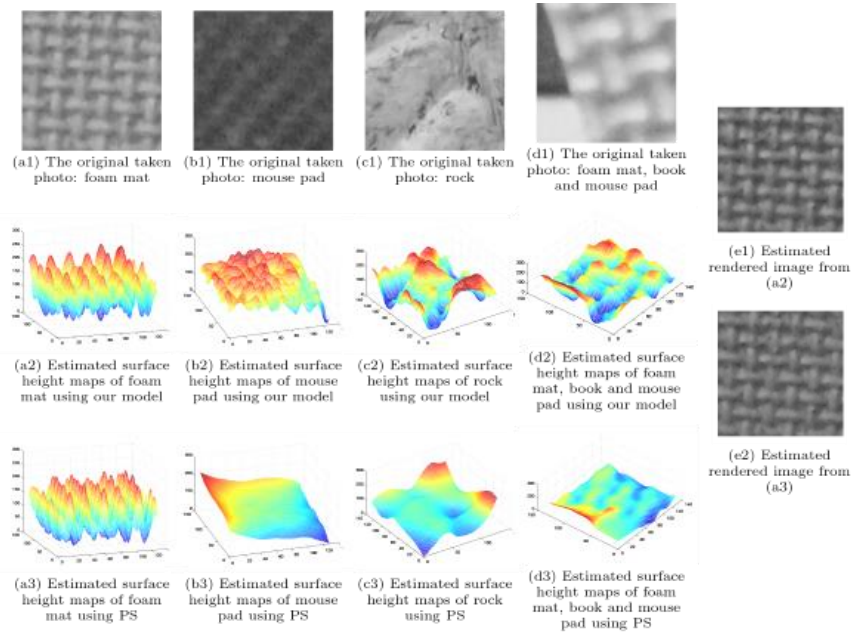 (a1) The original taken
photo: foam mat
(b1) The original taken
photo: mouse pad
(c1) The original taken
photo: rock
(d1) The original taken
photo: foam mat, book
and mouse pad
(e1) Estimated
rendered image from
(a2)
(a2) Estimated surface
height maps of foam
mat using our model
(b2) Estimated surface
height maps of mouse
pad using our model
(c2) Estimated surface
height maps of rock
using our model
(d2) Estimated surface
height maps of foam
mat, book and mouse
pad using our model
(e2) Estimated
rendered image from
(a3)
(a3) Estimated surface
height maps of foam
mat using PS
(b3) Estimated surface
height maps of mouse
pad using PS
(c3) Estimated surface
height maps of rock
using PS
(d3) Estimated surface
height maps of foam
mat, book and mouse
pad using PS